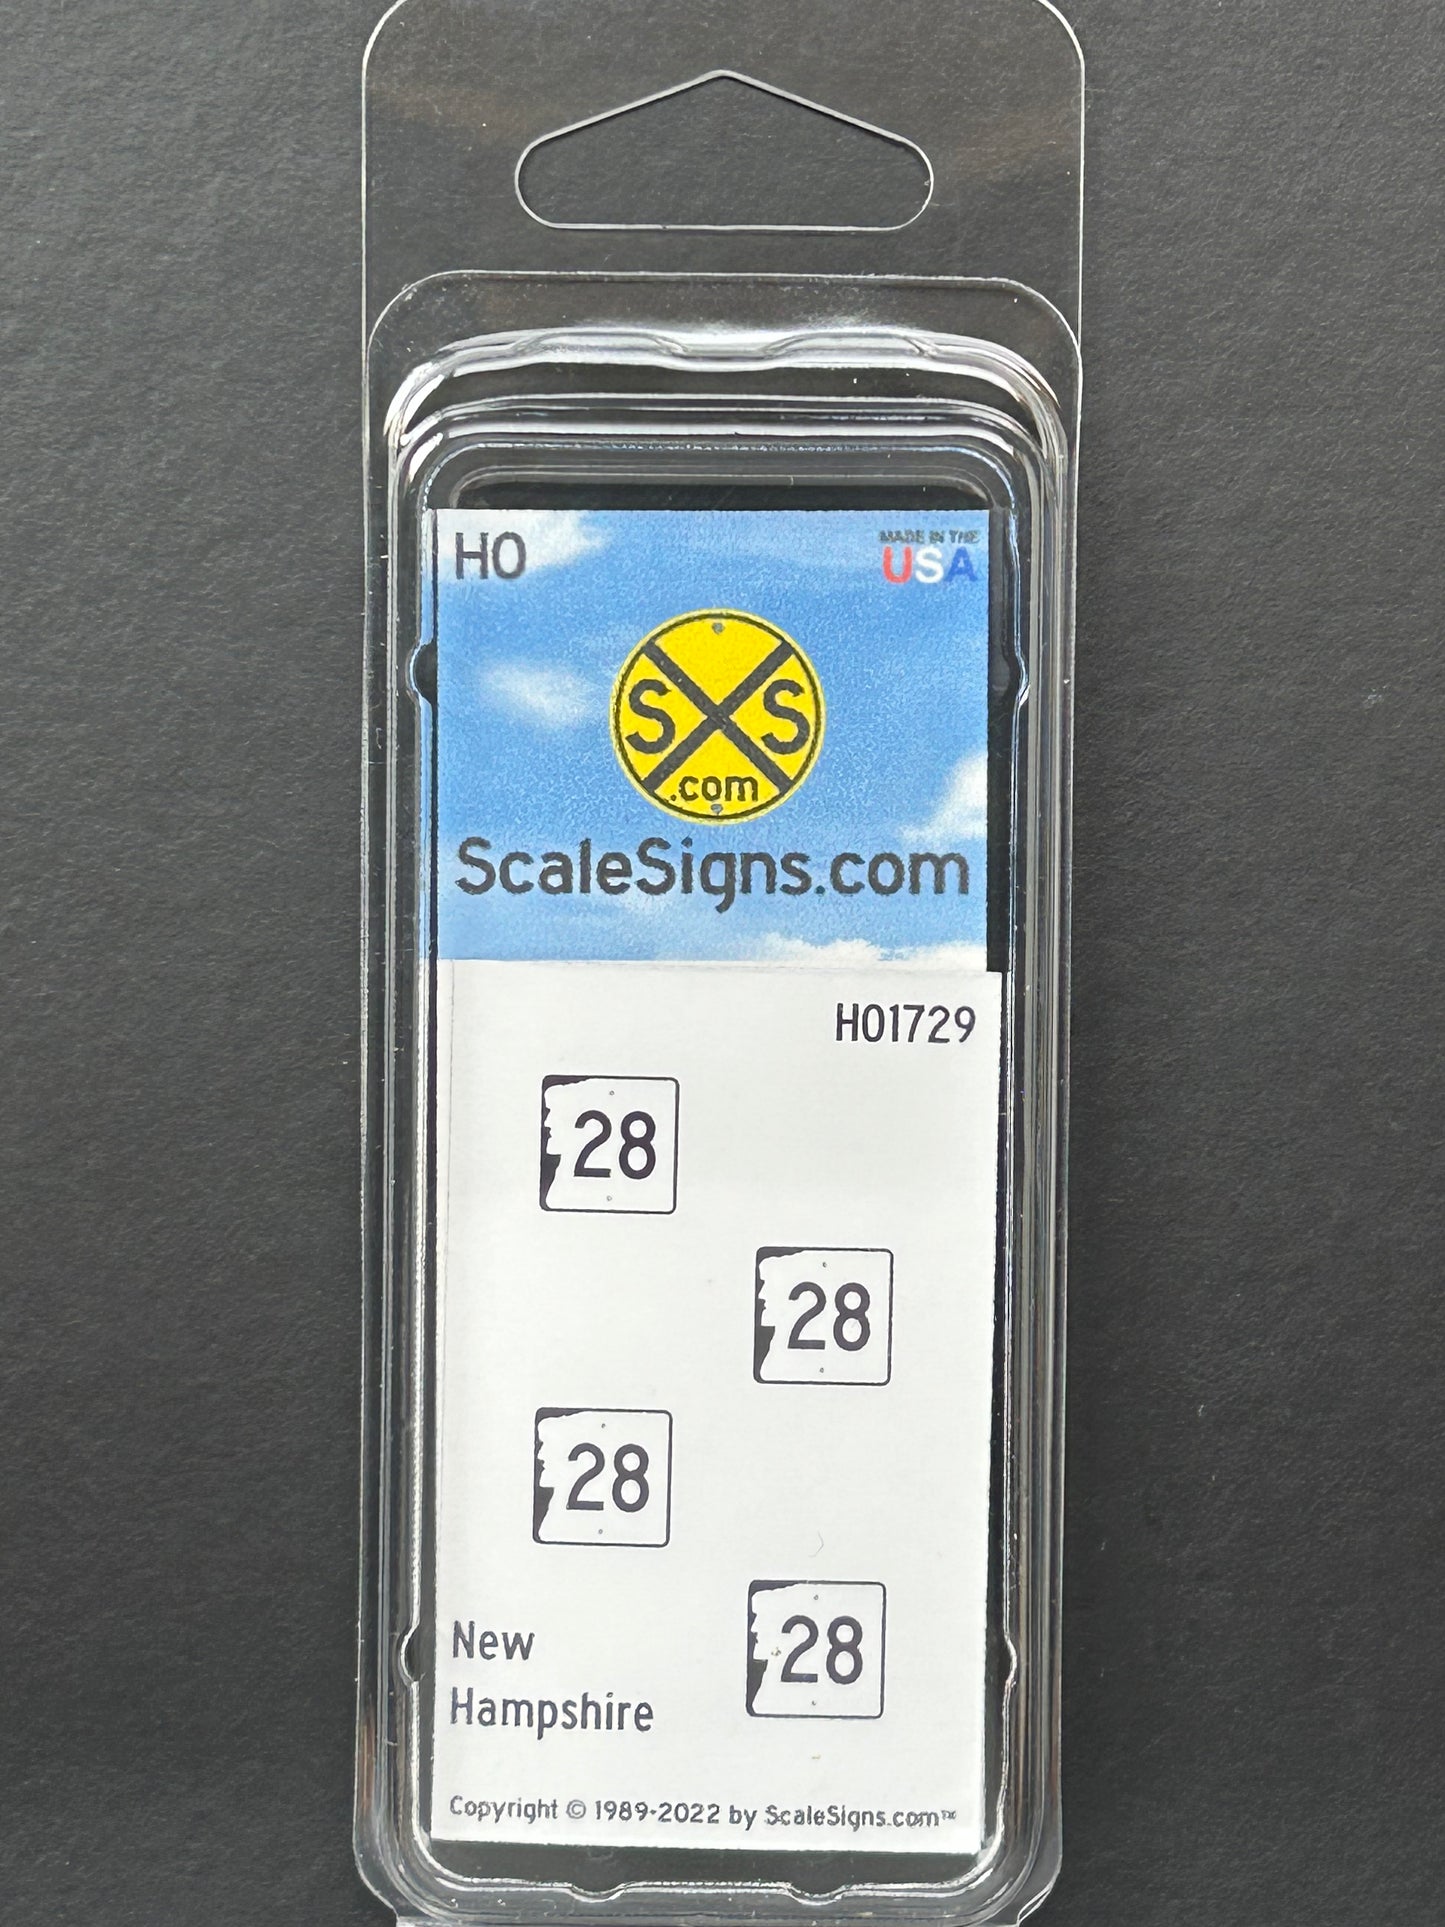 HO
MADE IN THE
USA
S S
.com
ScaleSigns.com
HO1729
28
28
28
28
New
Hampshire
Copyright © 1989-2022 by ScaleSigns.com™